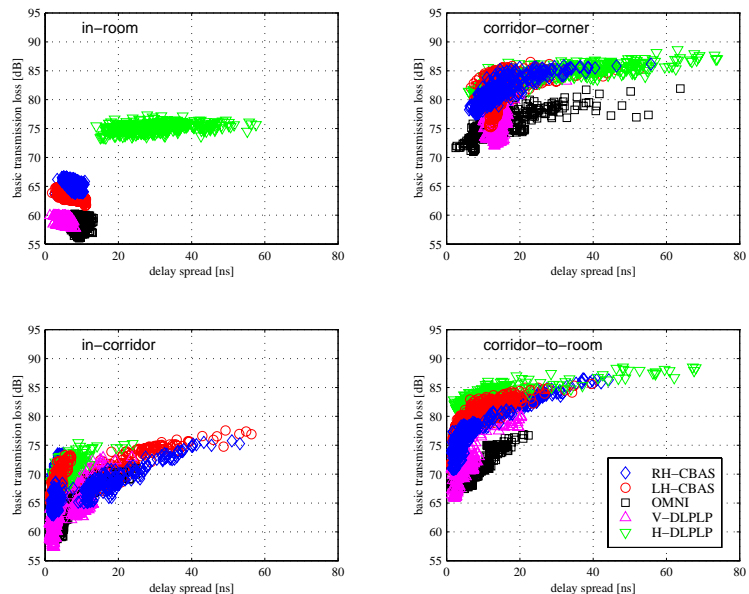 in-room
95
90
85
80
75
70
65
60
55
0 20 40 60 80
delay spread [ns]
basic transmission loss [dB]
corridor-corner
95
90
85
80
75
70
65
60
55
0 20 40 60 80
delay spread [ns]
basic transmission loss [dB]
in-corridor
95
90
85
80
75
70
65
60
55
0 20 40 60 80
delay spread [ns]
basic transmission loss [dB]
corridor-to-room
95
90
85
80
75
70
65
60
55
0 20 40 60 80
delay spread [ns]
basic transmission loss [dB]
RH-CBAS
LH-CBAS
OMNI
V-DLPLP
H-DLPLP